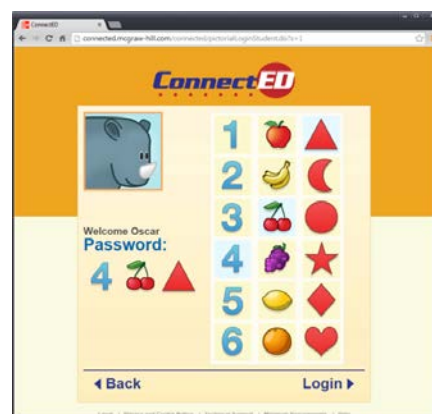 ConnectED
connected.mcgraw-hill.com/connected/pictorialLoginStudent.do?x=1
ConnectED
1
2
3
4
5
6
Welcome Oscar
Password:
4
Back
Login